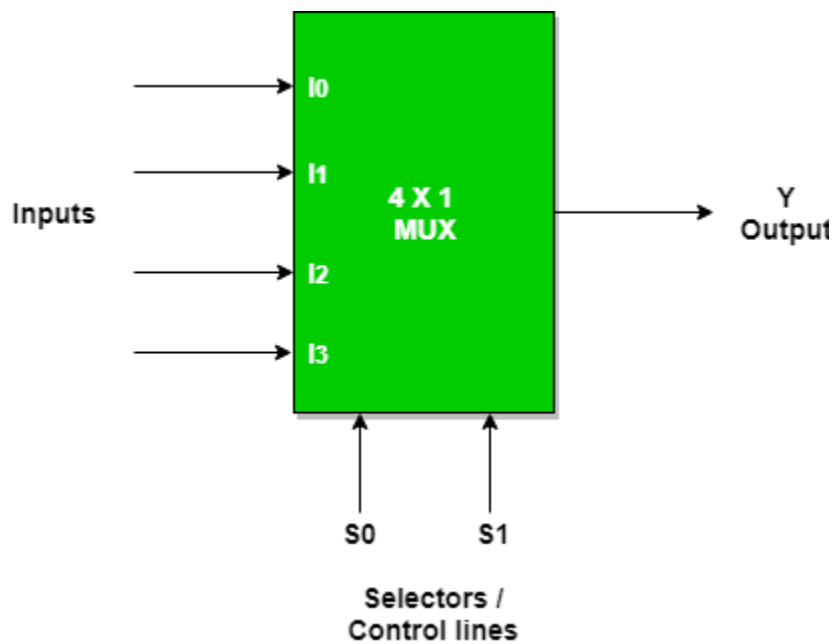 I0
I1
Inputs
4 X 1
MUX
Y
Output
I2
I3
S0
S1
Selectors /
Control lines